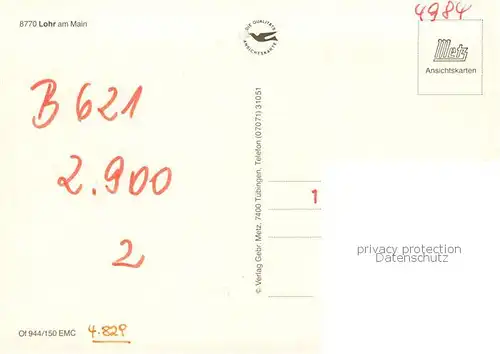 8770 Lohr am Main
4984
DIE QUALITÄTS
ANSICHTSKARTE
Metz
Ansichtskarten
B 621
2.900
2
© Verlag Gebr. Metz, 7400 Tübingen, Telefon (07071) 31051
1
privacy protection
Datenschutz
Of 944/150 EMC
4.829